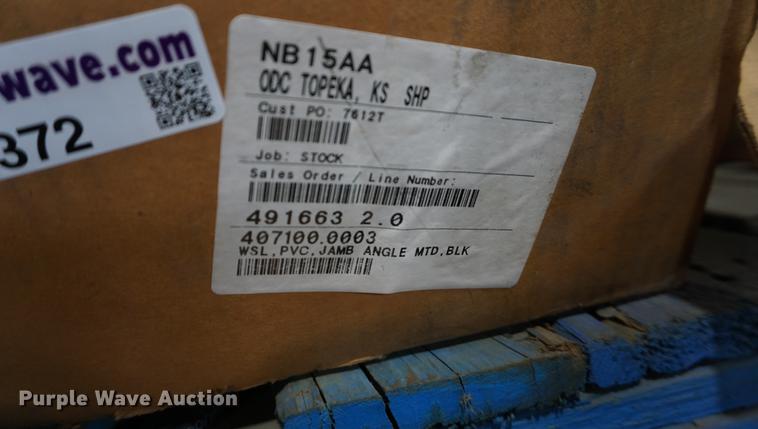 wave.com
372
NB15AA
ODC TOPEKA, KS SHP
Cust PO: 7612T
Job: STOCK
Sales Order / Line Number:
491663 2.0
407100.0003
WSL,PVC,JAMB ANGLE MTD,BLK
Purple Wave Auction